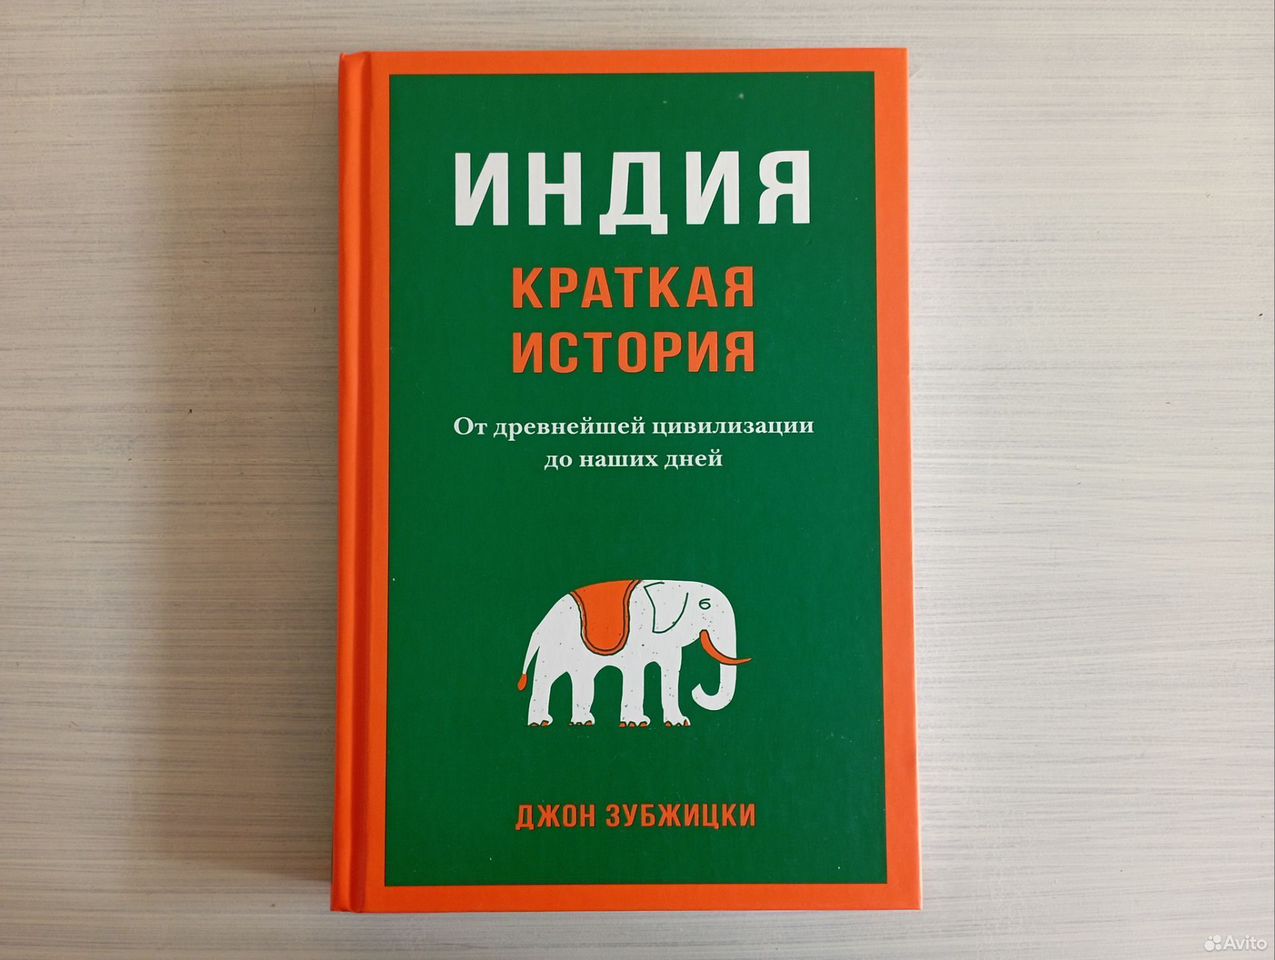 ИНДИЯ
КРАТКАЯ
ИСТОРИЯ
От древнейшей цивилизации
до наших дней
ДЖОН ЗУБЖИЦКИ
Avito